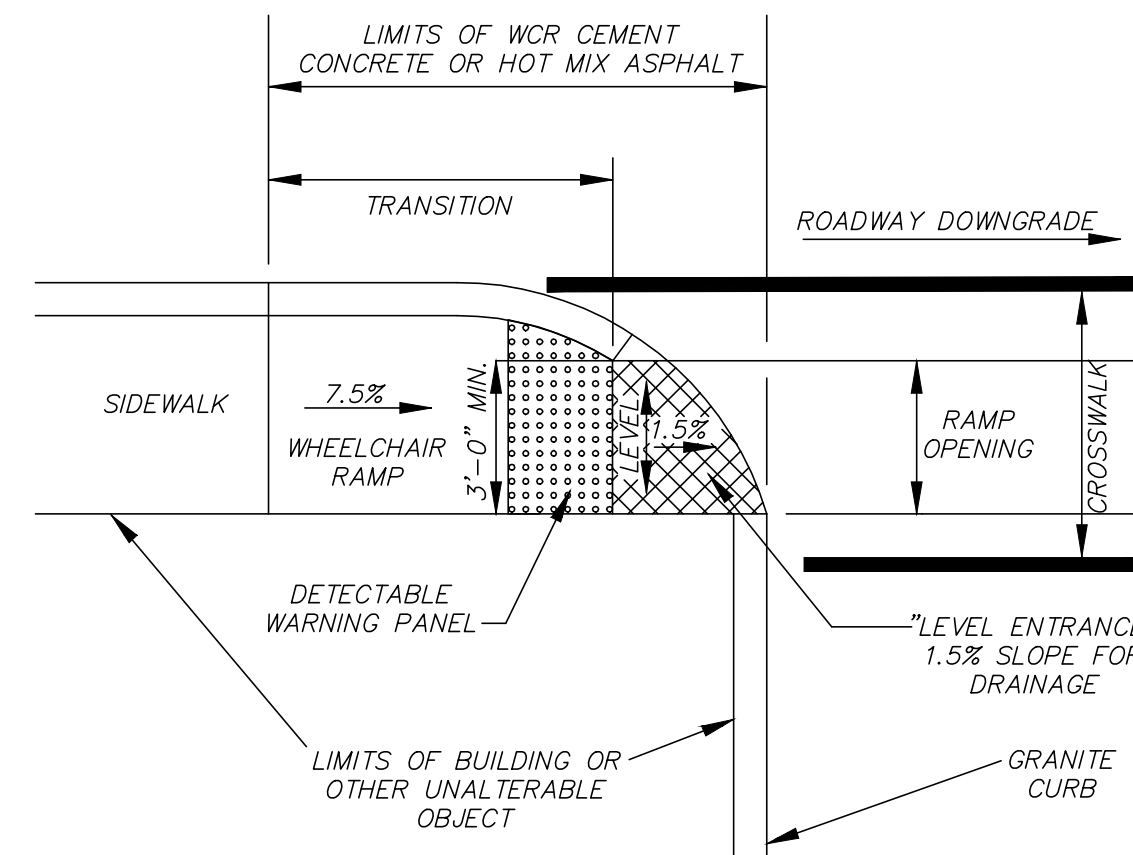 LIMITS OF WCR CEMENT
CONCRETE OR HOT MIX ASPHALT
TRANSITION
ROADWAY DOWNGRADE
SIDEWALK
7.5%
WHEELCHAIR
RAMP
3'-0" MIN.
LEVEL
1.5%
RAMP
OPENING
CROSSWALK
DETECTABLE
WARNING PANEL
"LEVEL ENTRANCE
1.5% SLOPE FOR
DRAINAGE
LIMITS OF BUILDING OR
OTHER UNALTERABLE
OBJECT
GRANITE
CURB